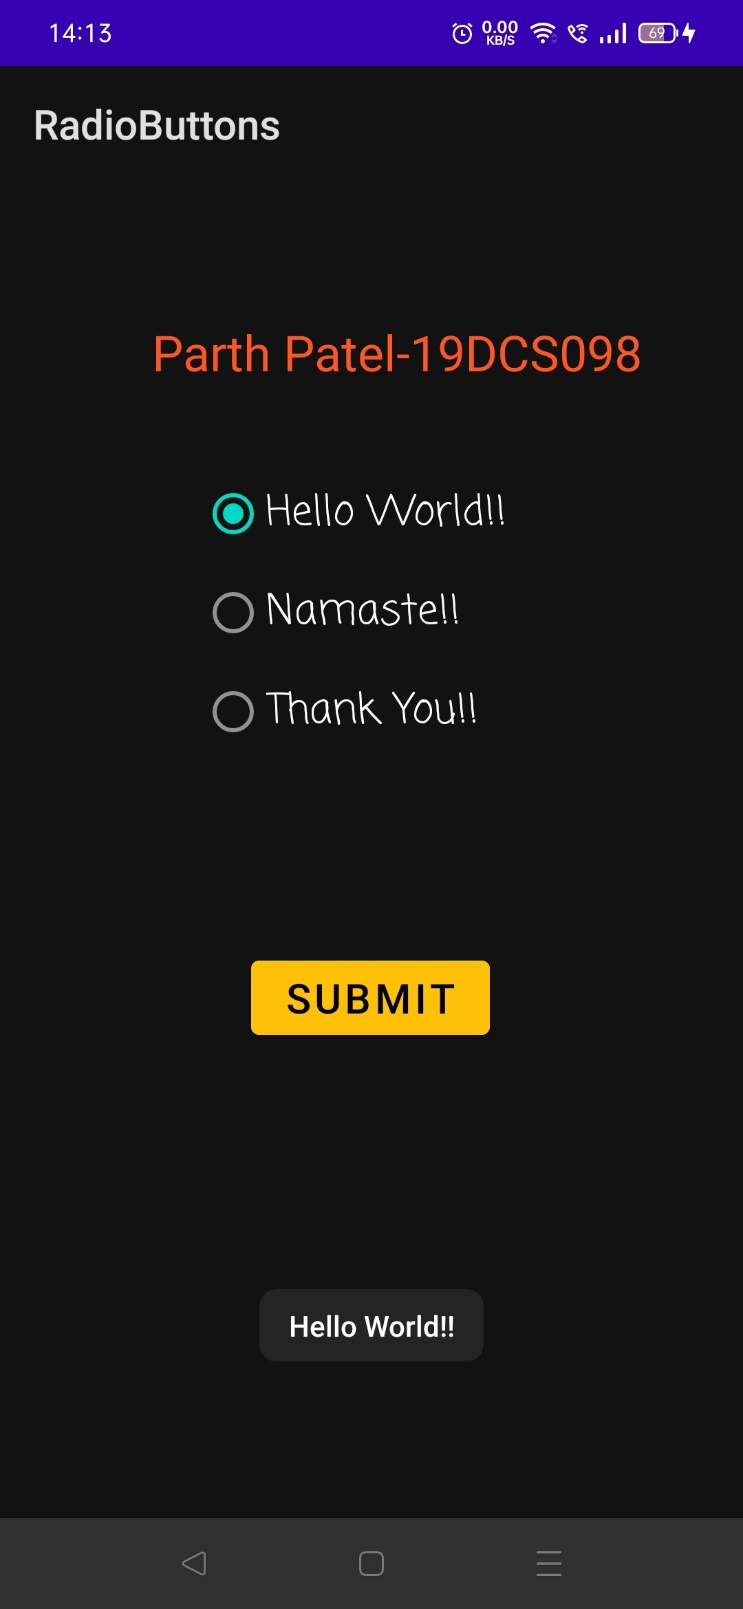 14:13 0.00 KB/S 69
RadioButtons
Parth Patel-19DCS098
Hello World!!
Namaste!!
Thank You!!
SUBMIT
Hello World!!